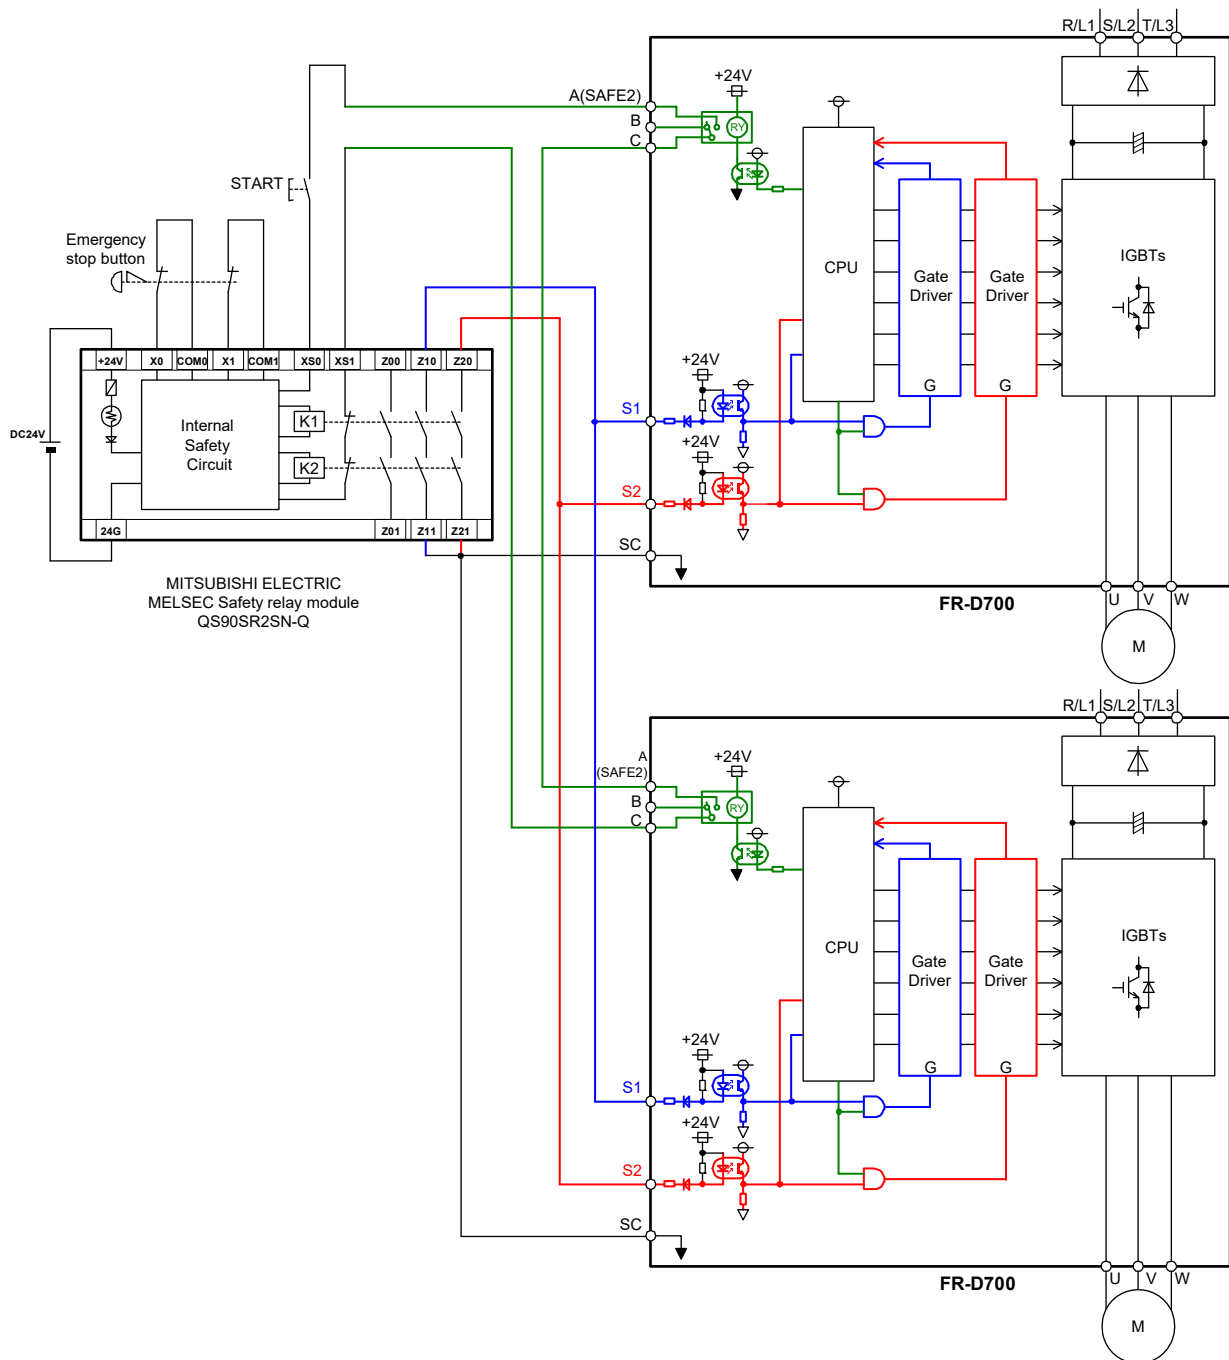 R/L1 S/L2 T/L3
+24V
A(SAFE2)
B
C
RY
START
Emergency
stop button
CPU
Gate
Driver
Gate
Driver
IGBTs
+24V X0 COM0 X1 COM1 XS0 XS1 Z00 Z10 Z20
DC24V
Internal
Safety
Circuit
K1
K2
24G Z01 Z11 Z21
MITSUBISHI ELECTRIC
MELSEC Safety relay module
QS90SR2SN-Q
+24V
G
G
S1
+24V
S2
SC
FR-D700
U V W
M
R/L1 S/L2 T/L3
A
(SAFE2)
+24V
B
C
RY
CPU
Gate
Driver
Gate
Driver
IGBTs
+24V
G
G
S1
+24V
S2
SC
FR-D700
U V W
M